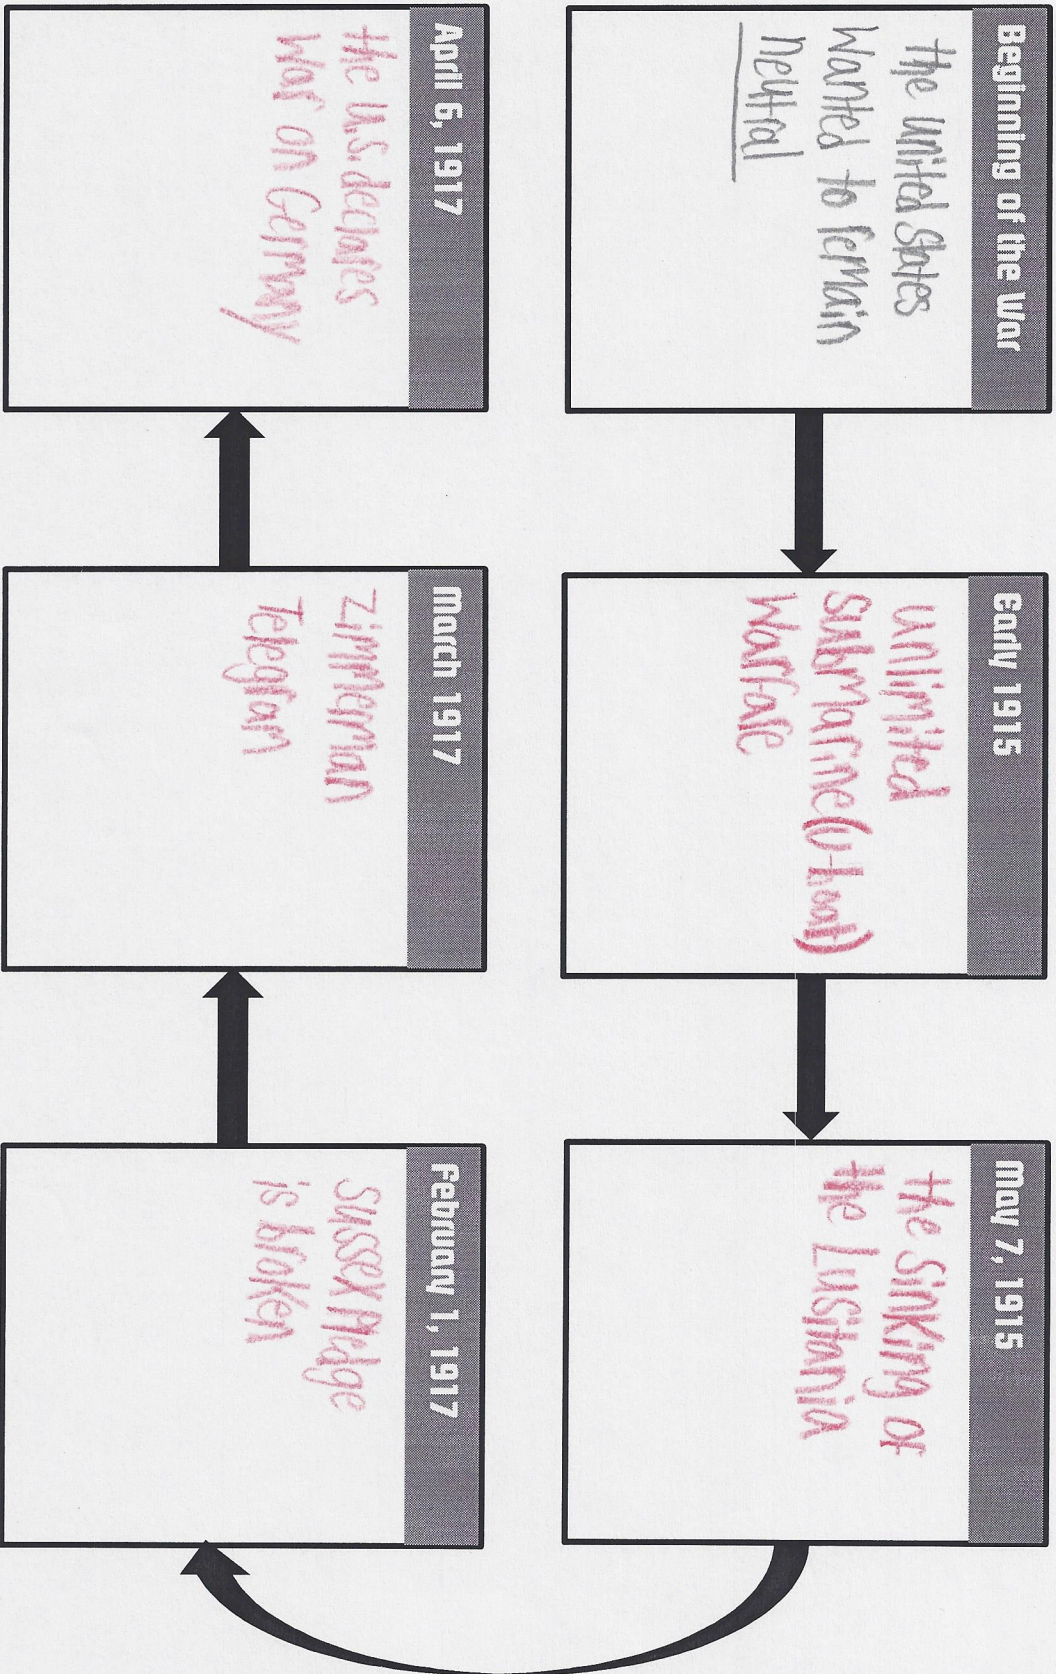 Beginning of the War
the United States
wanted to remain
neutral
Early 1915
unlimited
submarine(u-boat)
warfare
May 7, 1915
the Sinking of
the Lusitania
February 1, 1917
Sussex Pledge
is broken
March 1917
Zimmerman
Telegram
April 6, 1917
the U.S. declares
war on Germany